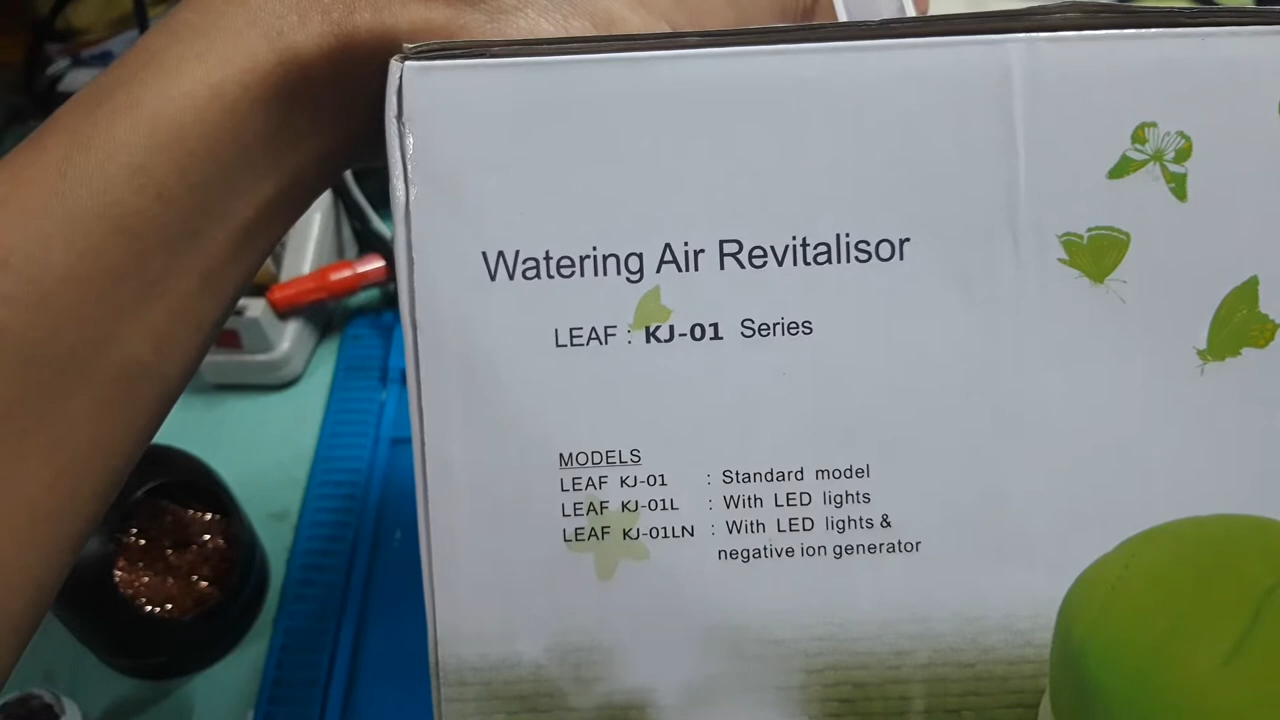 Watering Air Revitalisor
LEAF : KJ-01 Series
MODELS
LEAF KJ-01 : Standard model
LEAF KJ-01L : With LED lights
LEAF KJ-01LN : With LED lights &
negative ion generator